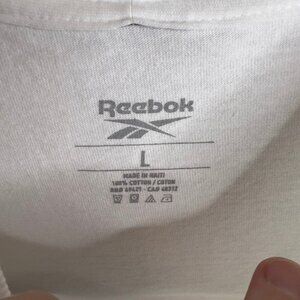 Reebok
L
MADE IN HAITI
100% COTTON / COTON